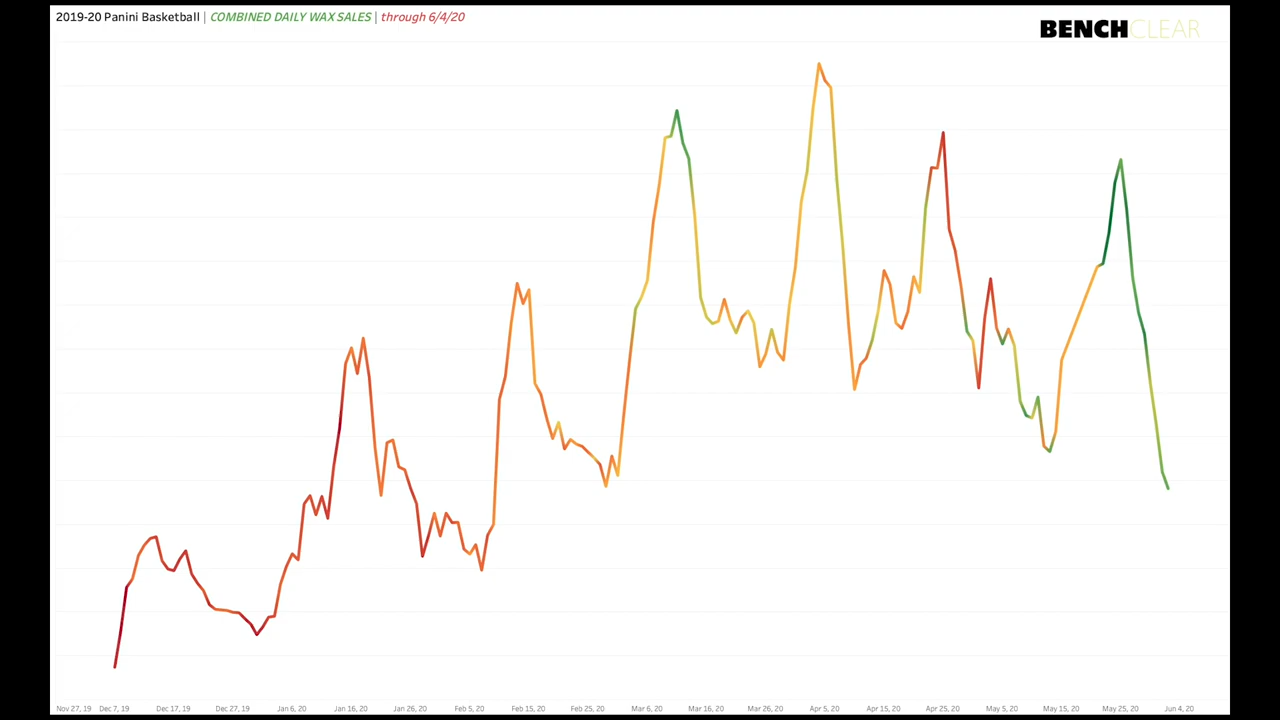 2019-20 Panini Basketball | COMBINED DAILY WAX SALES | through 6/4/20
BENCHCLEAR
Nov 27, 19 Dec 7, 19 Dec 17, 19 Dec 27, 19 Jan 6, 20 Jan 16, 20 Jan 26, 20 Feb 5, 20 Feb 15, 20 Feb 25, 20 Mar 6, 20 Mar 16, 20 Mar 26, 20 Apr 5, 20 Apr 15, 20 Apr 25, 20 May 5, 20 May 15, 20 May 25, 20 Jun 4, 20